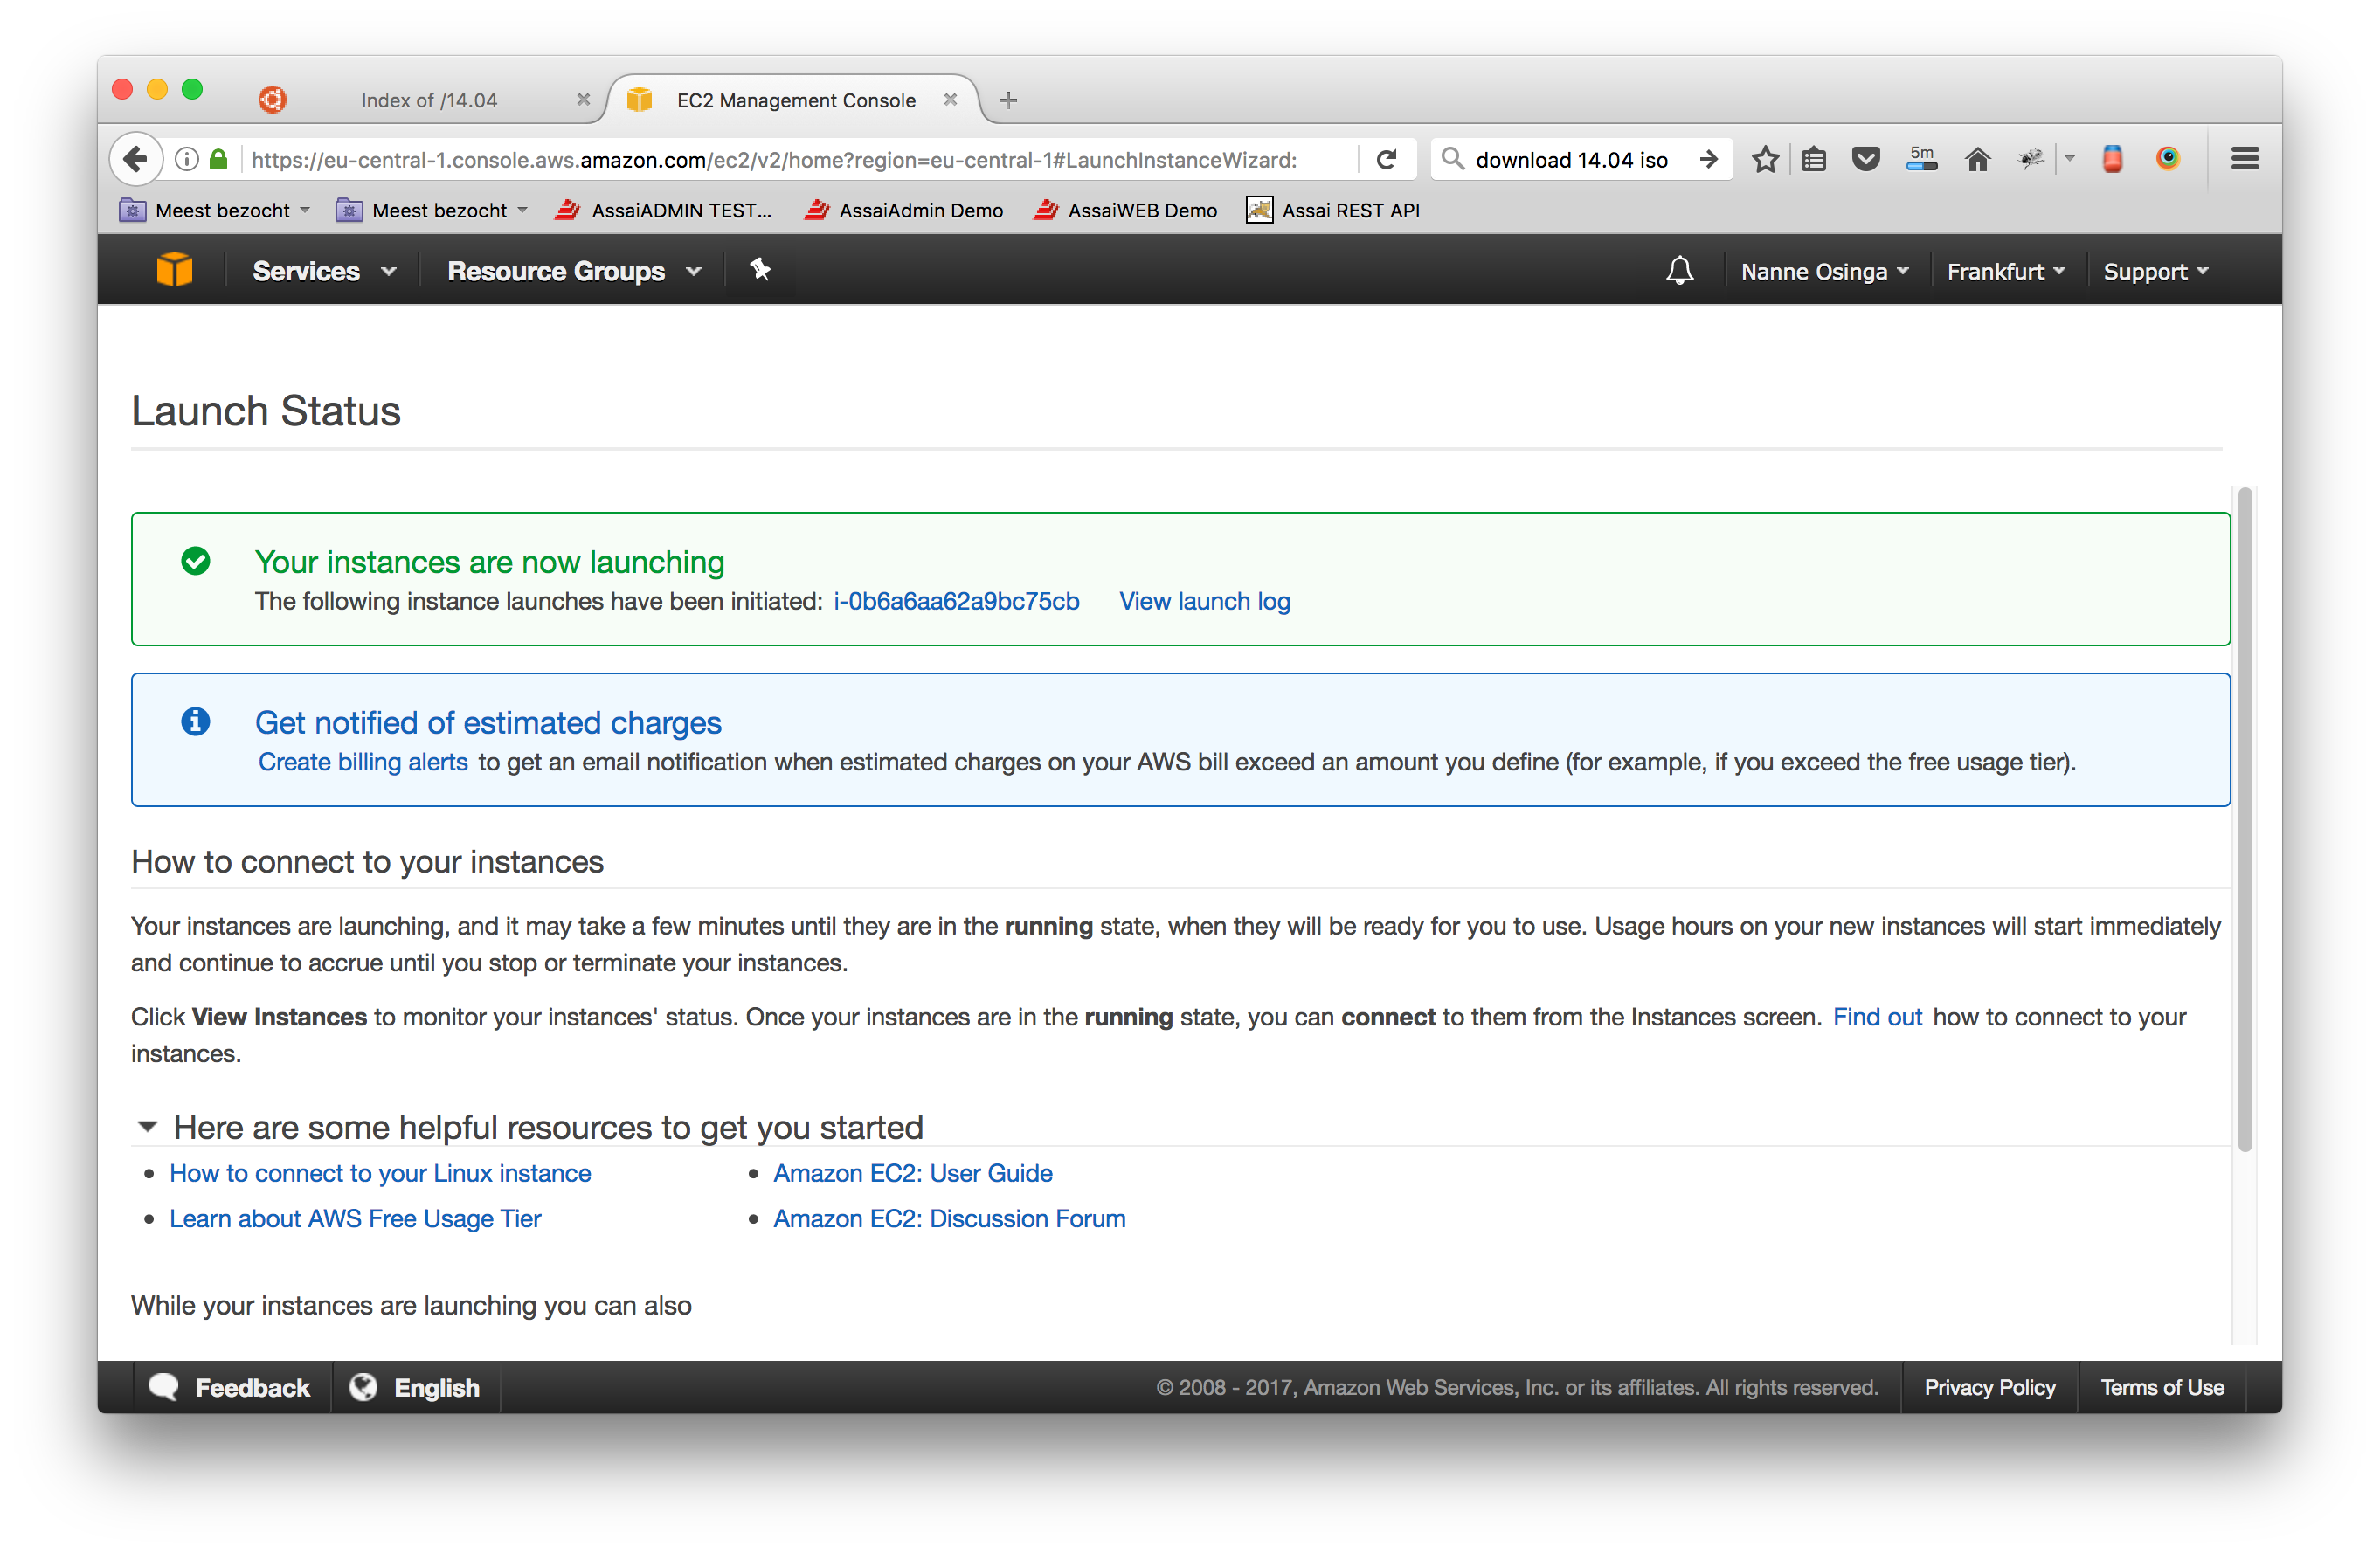 Index of /14.04
EC2 Management Console
https://eu-central-1.console.aws.amazon.com/ec2/v2/home?region=eu-central-1#LaunchInstanceWizard:
download 14.04 iso
5m
Meest bezocht
Meest bezocht
AssaiADMIN TEST...
AssaiAdmin Demo
AssaiWEB Demo
Assai REST API
Services
Resource Groups
Nanne Osinga
Frankfurt
Support
Launch Status
Your instances are now launching
The following instance launches have been initiated: i-0b6a6aa62a9bc75cb View launch log
Get notified of estimated charges
Create billing alerts to get an email notification when estimated charges on your AWS bill exceed an amount you define (for example, if you exceed the free usage tier).
How to connect to your instances
Your instances are launching, and it may take a few minutes until they are in the running state, when they will be ready for you to use. Usage hours on your new instances will start immediately
and continue to accrue until you stop or terminate your instances.
Click View Instances to monitor your instances' status. Once your instances are in the running state, you can connect to them from the Instances screen. Find out how to connect to your
instances.
Here are some helpful resources to get you started
• How to connect to your Linux instance
• Amazon EC2: User Guide
• Learn about AWS Free Usage Tier
• Amazon EC2: Discussion Forum
While your instances are launching you can also
Feedback
English
© 2008 - 2017, Amazon Web Services, Inc. or its affiliates. All rights reserved.
Privacy Policy
Terms of Use